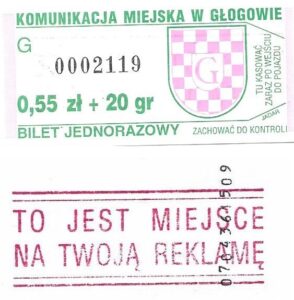 KOMUNIKACJA MIEJSKA W GŁOGOWIE
G
0002119
G
0,55 zł + 20 gr
BILET JEDNORAZOWY
ZACHOWAĆ DO KONTROLI
TU KASOWAĆ
ZARAZ PO WEJŚCIU
DO POJAZDU
JADAR
TO JEST MIEJSCE
NA TWOJĄ REKLAMĘ